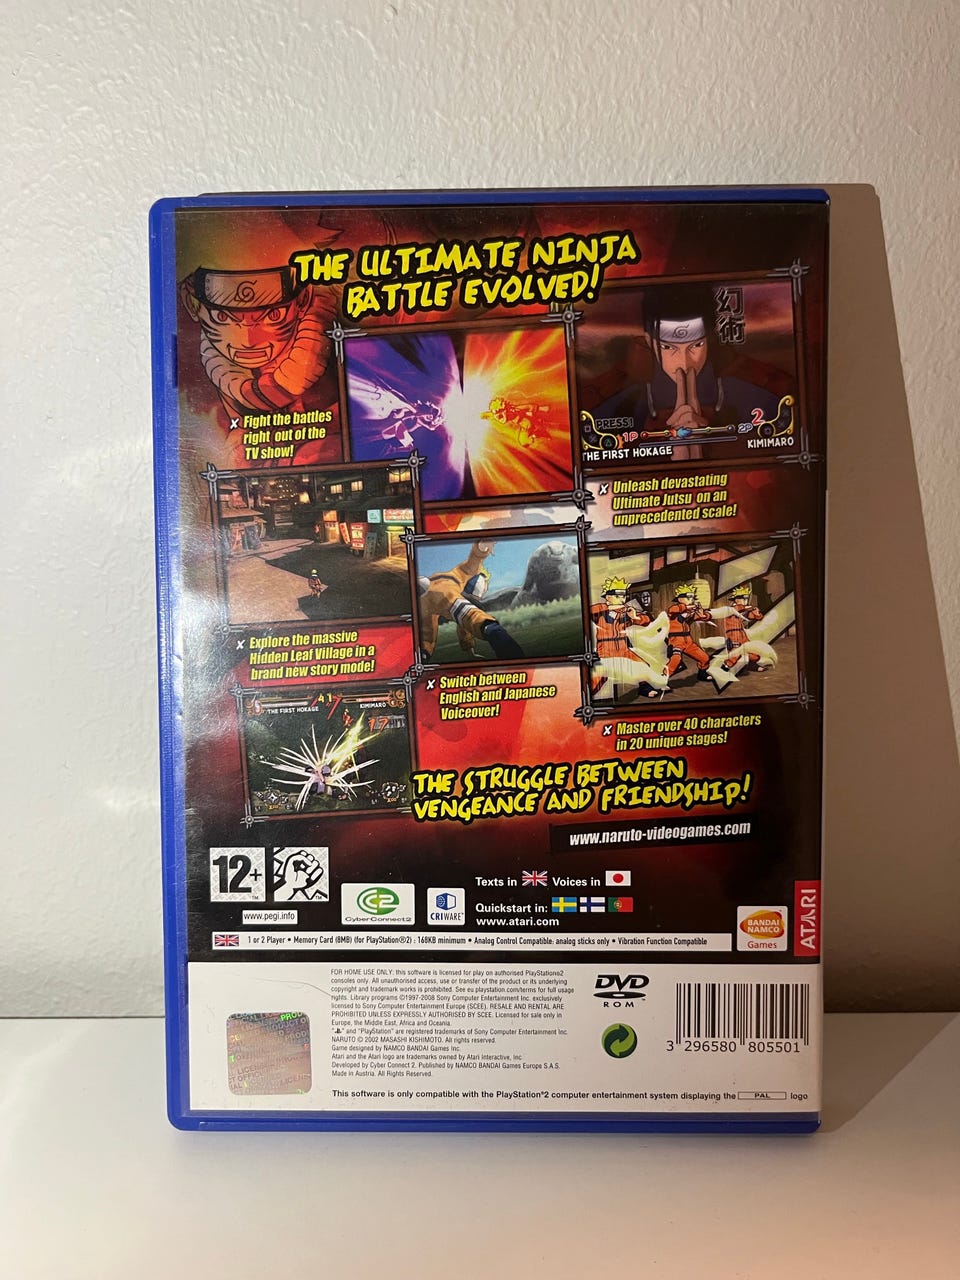 THE ULTIMATE NINJA
BATTLE EVOLVED!
幻術
Fight the battles
right out of the
TV show!
PRESS!
1P
2
2P
THE FIRST HOKAGE
KIMIMARO
Unleash devastating
Ultimate Jutsu on an
unprecedented scale!
Explore the massive
Hidden Leaf Village in a
brand new story mode!
Switch between
English and Japanese
Voiceover!
THE FIRST HOKAGE
41
KIMIMARO
Master over 40 characters
in 20 unique stages!
THE STRUGGLE BETWEEN
VENGEANCE AND FRIENDSHIP!
www.naruto-videogames.com
12+
www.pegi.info
CyberConnect2
CRIWARE™
Texts in Voices in
Quickstart in:
www.atari.com
BANDAI
NAMCO
Games
ATARI
1 or 2 Player • Memory Card (8MB) (for PlayStation®2) : 168KB minimum • Analog Control Compatible: analog sticks only • Vibration Function Compatible
FOR HOME USE ONLY: this software is licensed for play on authorised PlayStation®2
consoles only. All unauthorised access, use or transfer of the product or its underlying
copyright and trademark works is prohibited. See eu.playstation.com/terms for full usage
rights. Library programs ©1997-2008 Sony Computer Entertainment Inc. exclusively
licensed to Sony Computer Entertainment Europe (SCEE). RESALE AND RENTAL ARE
PROHIBITED UNLESS EXPRESSLY AUTHORISED BY SCEE. Licensed for sale only in
Europe, the Middle East, Africa and Oceania.
" " and "PlayStation" are registered trademarks of Sony Computer Entertainment Inc.
NARUTO © 2002 MASASHI KISHIMOTO. All rights reserved.
Game designed by NAMCO BANDAI Games Inc.
Atari and the Atari logo are trademarks owned by Atari Interactive, Inc.
Developed by Cyber Connect 2. Published by NAMCO BANDAI Games Europe S.A.S.
Made in Austria. All Rights Reserved.
DVD
ROM
3 296580 805501
This software is only compatible with the PlayStation®2 computer entertainment system displaying the PAL logo